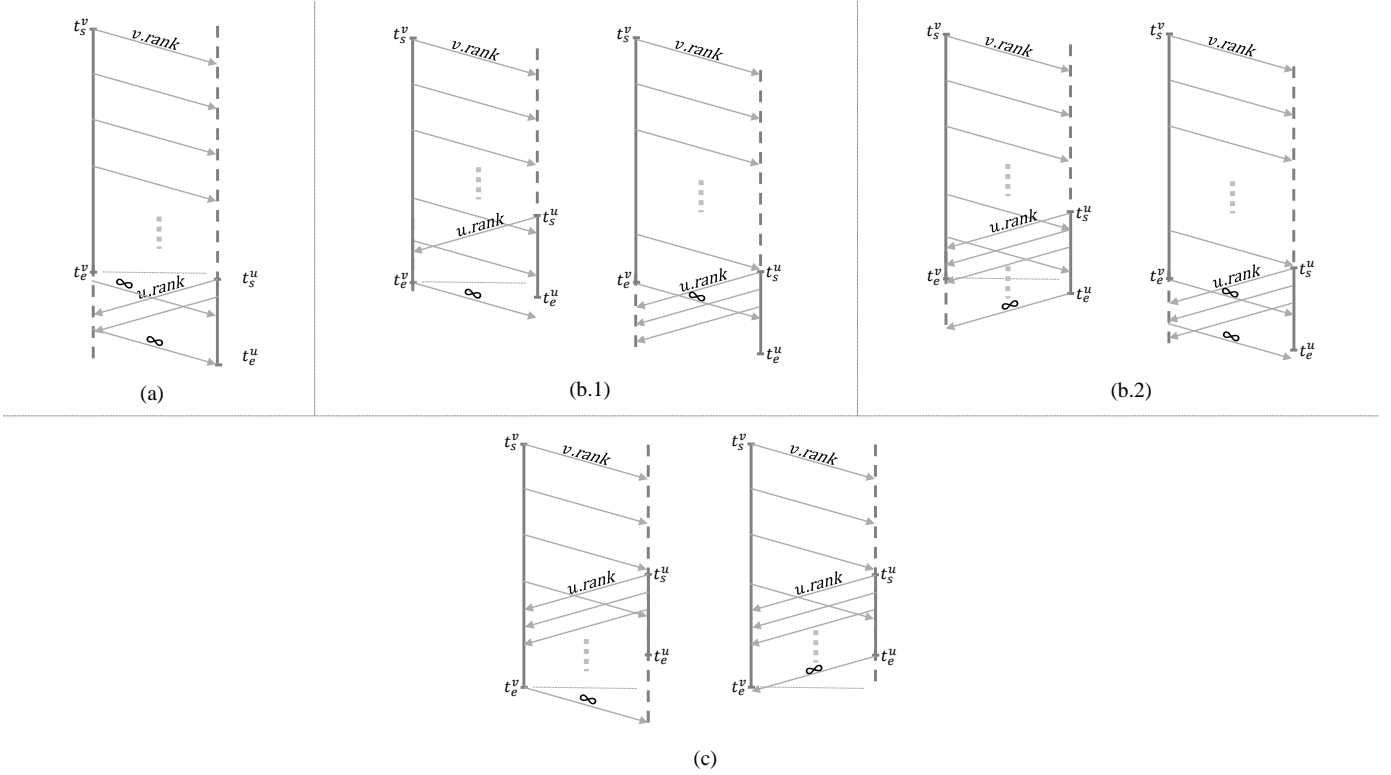 t_s^v
v.rank
t_e^v
∞
u.rank
t_s^u
∞
t_e^u
(a)
t_s^v
v.rank
t_s^u
u.rank
t_e^v
∞
t_e^u
t_s^v
v.rank
t_s^u
u.rank
t_e^v
∞
t_e^u
(b.1)
t_s^v
v.rank
t_s^u
u.rank
t_e^v
t_e^u
∞
t_s^v
v.rank
t_s^u
u.rank
t_e^v
∞
∞
t_e^u
(b.2)
t_s^v
v.rank
t_s^u
u.rank
t_e^u
t_e^v
∞
t_s^v
v.rank
t_s^u
u.rank
t_e^u
∞
t_e^v
(c)